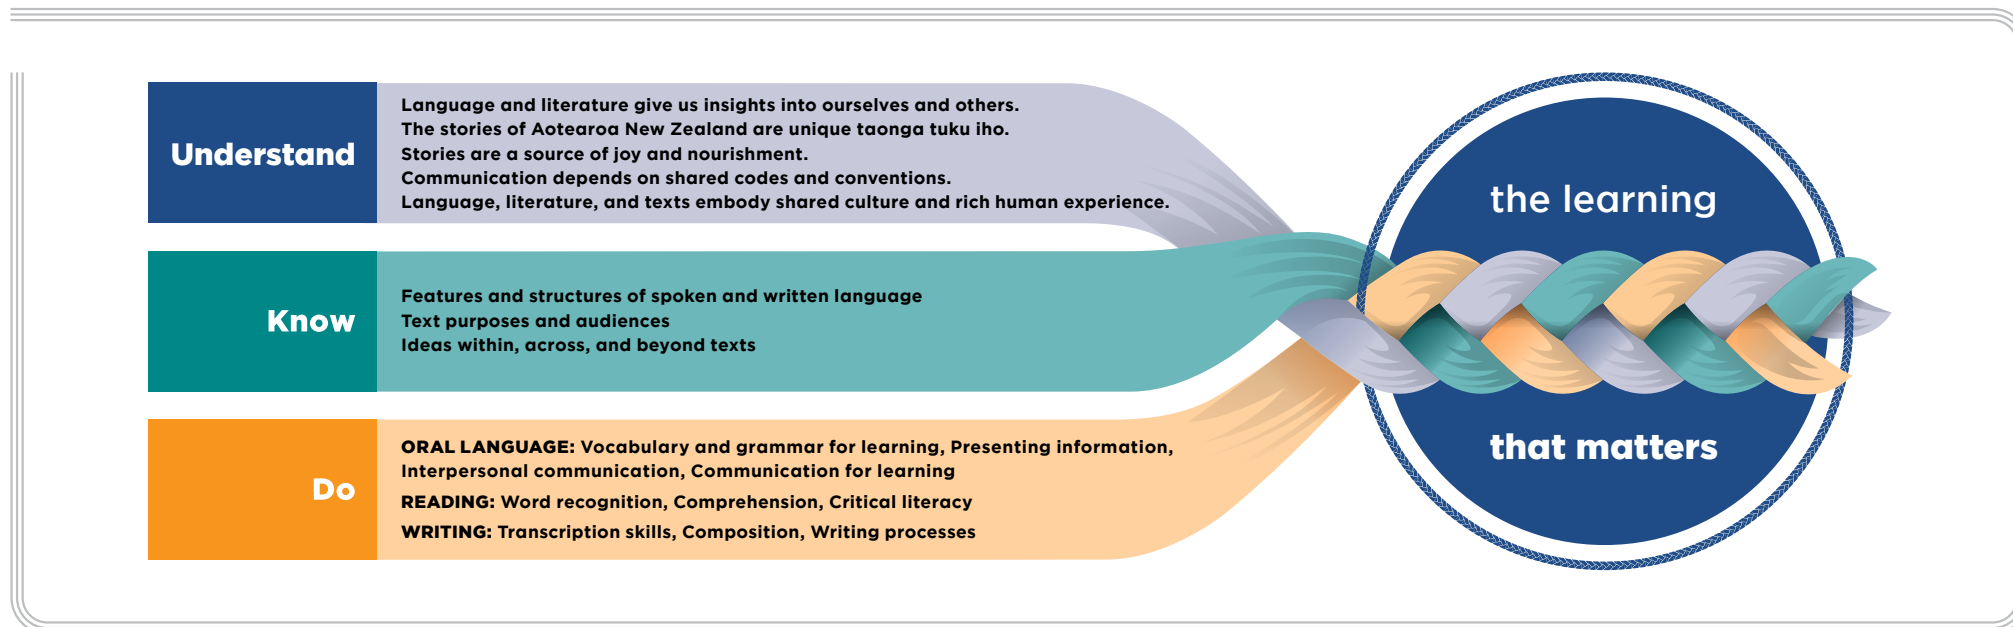 Understand
Language and literature give us insights into ourselves and others.
The stories of Aotearoa New Zealand are unique taonga tuku iho.
Stories are a source of joy and nourishment.
Communication depends on shared codes and conventions.
Language, literature, and texts embody shared culture and rich human experience.
Know
Features and structures of spoken and written language
Text purposes and audiences
Ideas within, across, and beyond texts
Do
ORAL LANGUAGE: Vocabulary and grammar for learning, Presenting information,
Interpersonal communication, Communication for learning
READING: Word recognition, Comprehension, Critical literacy
WRITING: Transcription skills, Composition, Writing processes
the learning
that matters